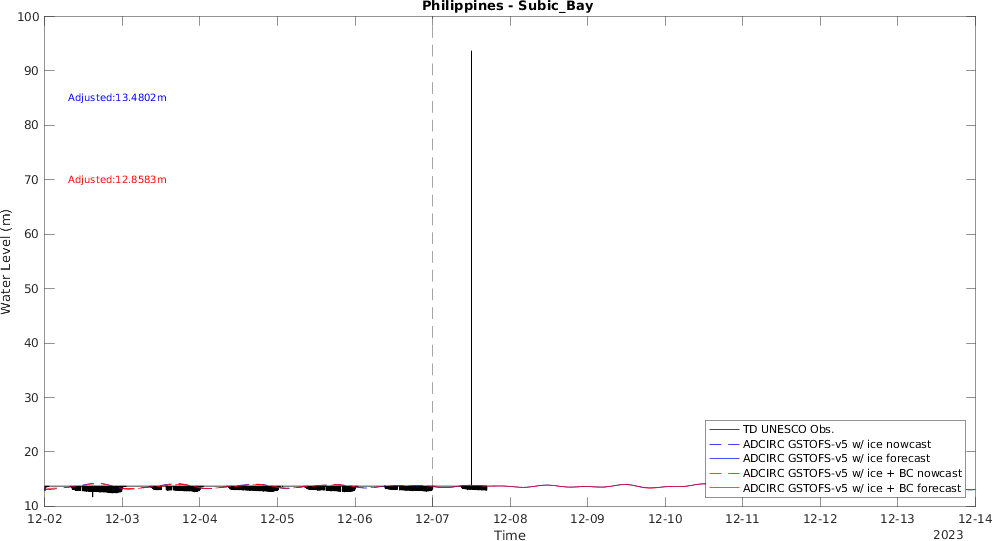 Philippines - Subic_Bay
100
90
80
70
60
50
40
30
20
10
Water Level (m)
Adjusted:13.4802m
Adjusted:12.8583m
TD UNESCO Obs.
ADCIRC GSTOFS-v5 w/ ice nowcast
ADCIRC GSTOFS-v5 w/ ice forecast
ADCIRC GSTOFS-v5 w/ ice + BC nowcast
ADCIRC GSTOFS-v5 w/ ice + BC forecast
12-02 12-03 12-04 12-05 12-06 12-07 12-08 12-09 12-10 12-11 12-12 12-13 12-14
Time
2023